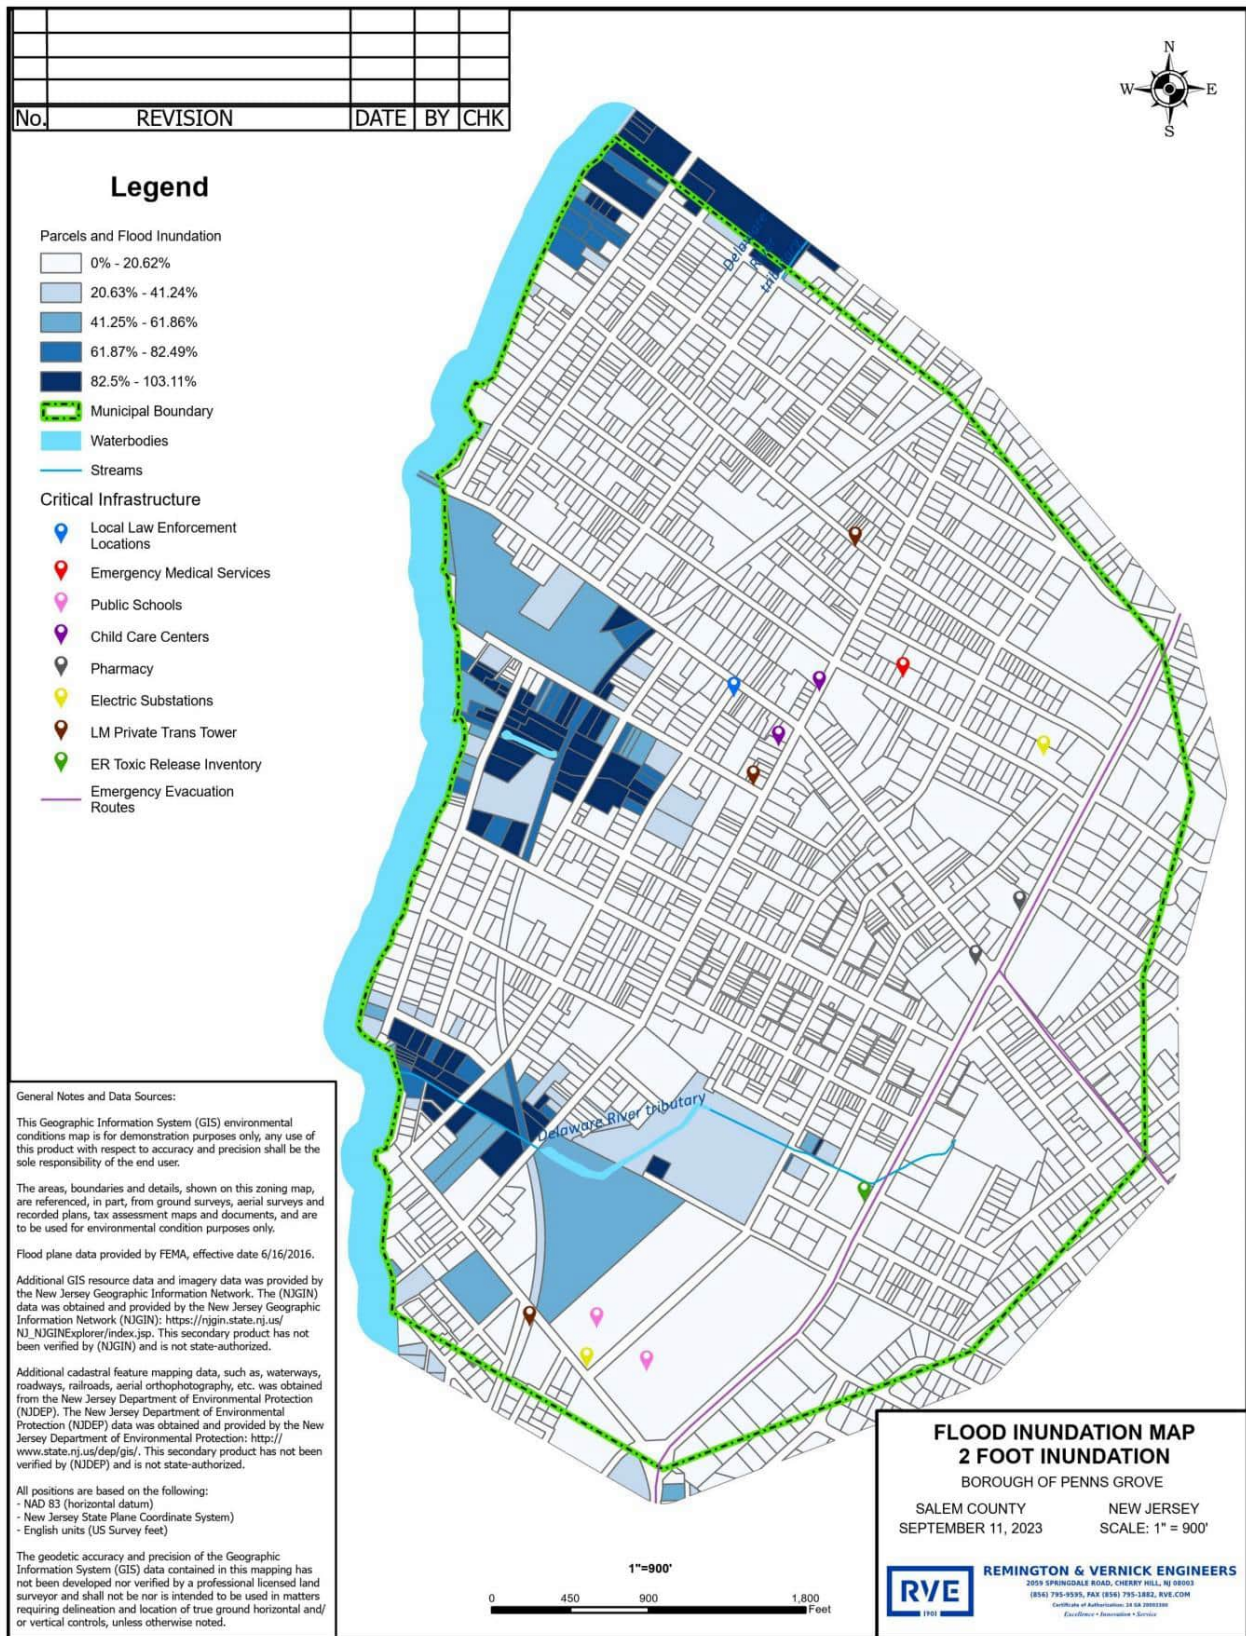 No. REVISION DATE BY CHK
N
W E
S
Legend
Parcels and Flood Inundation
0% - 20.62%
20.63% - 41.24%
41.25% - 61.86%
61.87% - 82.49%
82.5% - 103.11%
Municipal Boundary
Waterbodies
Streams
Critical Infrastructure
Local Law Enforcement
Locations
Emergency Medical Services
Public Schools
Child Care Centers
Pharmacy
Electric Substations
LM Private Trans Tower
ER Toxic Release Inventory
Emergency Evacuation
Routes
Delaware
River
tributary
Delaware River tributary
General Notes and Data Sources:
This Geographic Information System (GIS) environmental
conditions map is for demonstration purposes only, any use of
this product with respect to accuracy and precision shall be the
sole responsibility of the end user.
The areas, boundaries and details, shown on this zoning map,
are referenced, in part, from ground surveys, aerial surveys and
recorded plans, tax assessment maps and documents, and are
to be used for environmental condition purposes only.
Flood plane data provided by FEMA, effective date 6/16/2016.
Additional GIS resource data and imagery data was provided by
the New Jersey Geographic Information Network. The (NJGIN)
data was obtained and provided by the New Jersey Geographic
Information Network (NJGIN): https://njgin.state.nj.us/
NJ_NJGINExplorer/index.jsp. This secondary product has not
been verified by (NJGIN) and is not state-authorized.
Additional cadastral feature mapping data, such as, waterways,
roadways, railroads, aerial orthophotography, etc. was obtained
from the New Jersey Department of Environmental Protection
(NJDEP). The New Jersey Department of Environmental
Protection (NJDEP) data was obtained and provided by the New
Jersey Department of Environmental Protection: http://
www.state.nj.us/dep/gis/. This secondary product has not been
verified by (NJDEP) and is not state-authorized.
All positions are based on the following:
- NAD 83 (horizontal datum)
- New Jersey State Plane Coordinate System)
- English units (US Survey feet)
The geodetic accuracy and precision of the Geographic
Information System (GIS) data contained in this mapping has
not been developed nor verified by a professional licensed land
surveyor and shall not be nor is intended to be used in matters
requiring delineation and location of true ground horizontal and/
or vertical controls, unless otherwise noted.
1"=900'
0 450 900 1,800
Feet
FLOOD INUNDATION MAP
2 FOOT INUNDATION
BOROUGH OF PENNS GROVE
SALEM COUNTY NEW JERSEY
SEPTEMBER 11, 2023 SCALE: 1" = 900'
RVE
1901
REMINGTON & VERNICK ENGINEERS
2059 SPRINGDALE ROAD, CHERRY HILL, NJ 08003
(856) 795-9595, FAX (856) 795-1882, RVE.COM
Certificate of Authorization:
Excellence • Innovation • Service